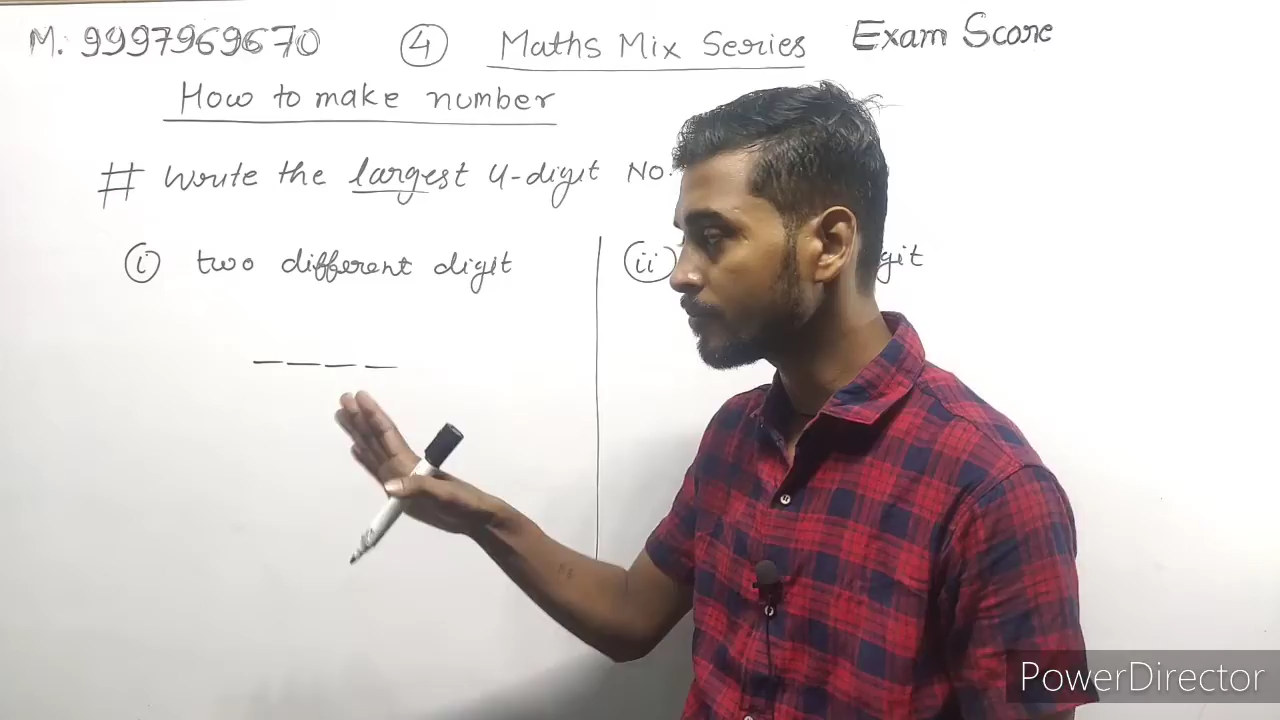 M. 9997969670 ④ Maths Mix Series Exam Score
How to make number
# Write the largest 4-digit No.
(i) two different digit
(ii) git
PowerDirector